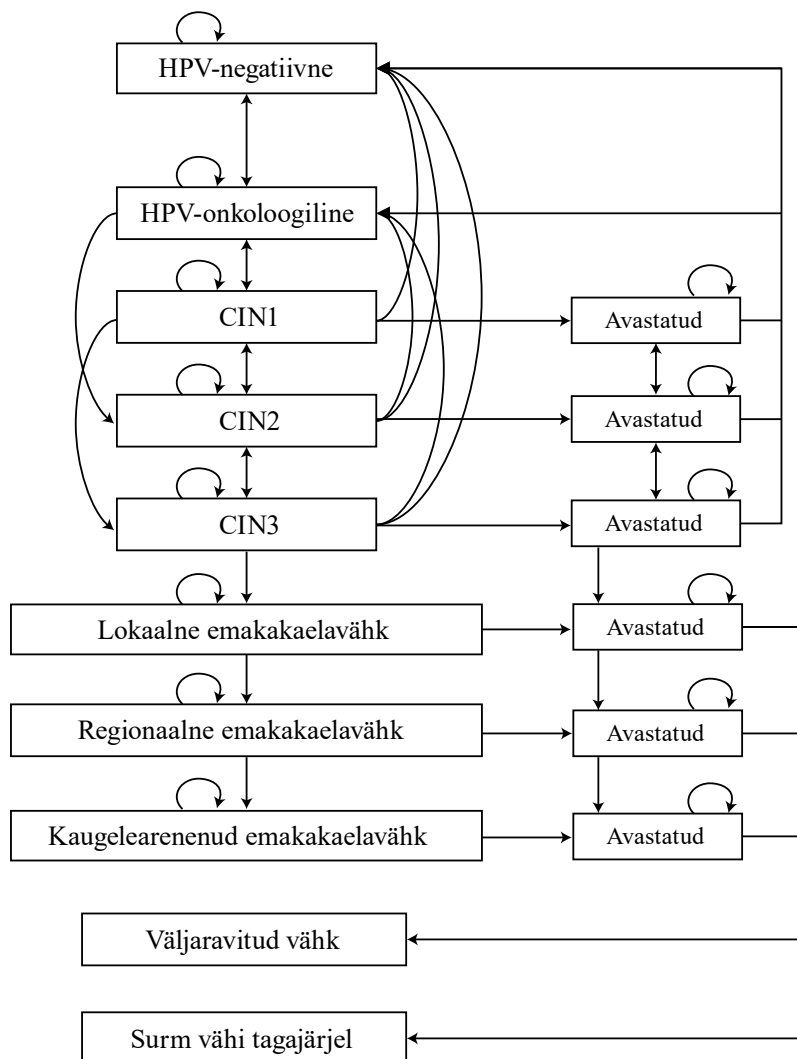 HPV-negatiivne
HPV-onkoloogiline
CIN1
Avastatud
CIN2
Avastatud
CIN3
Avastatud
Lokaalne emakakaelavähk
Avastatud
Regionaalne emakakaelavähk
Avastatud
Kaugelearenenud emakakaelavähk
Avastatud
Väljaravitud vähk
Surm vähi tagajärjel